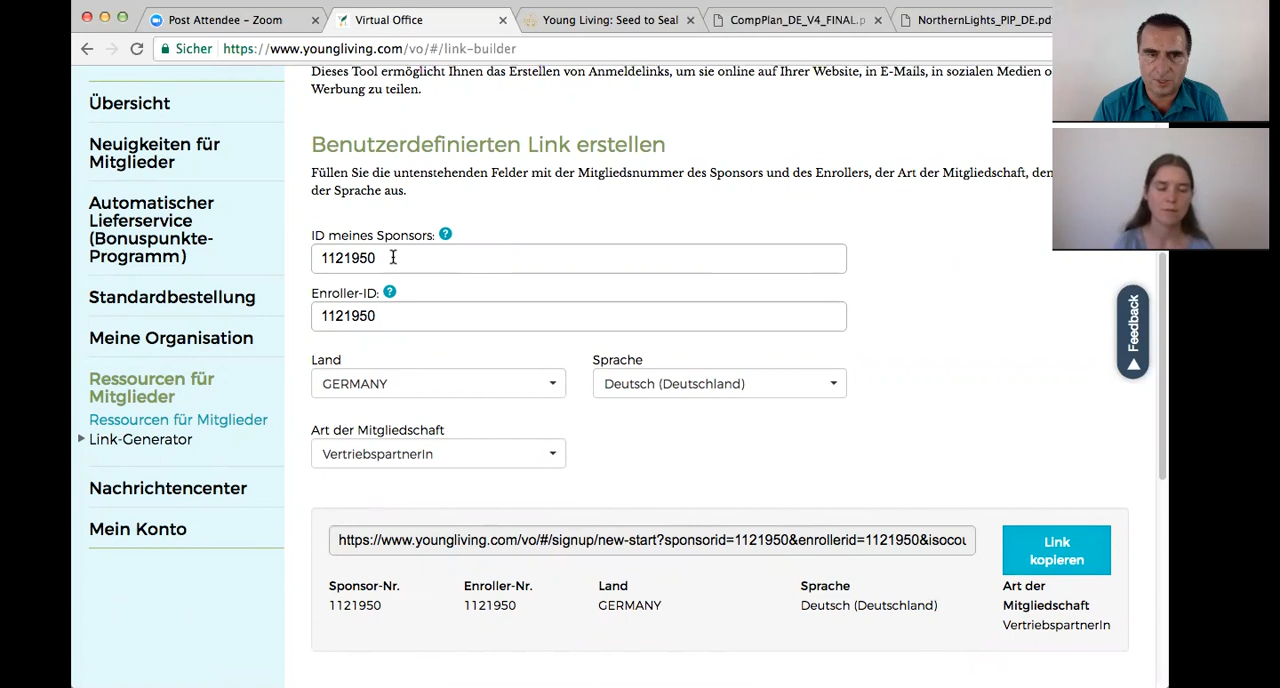 Post Attendee - Zoom
Virtual Office
Young Living: Seed to Seal
CompPlan_DE_V4_FINAL.p
NorthernLights_PIP_DE.pdf
Sicher
https://www.youngliving.com/vo/#/link-builder
Dieses Tool ermöglicht Ihnen das Erstellen von Anmeldelinks, um sie online auf Ihrer Website, in E-Mails, in sozialen Medien o
Werbung zu teilen.
Übersicht
Neuigkeiten für
Mitglieder
Automatischer
Lieferservice
(Bonuspunkte-
Programm)
Standardbestellung
Meine Organisation
Ressourcen für
Mitglieder
Ressourcen für Mitglieder
Link-Generator
Nachrichtencenter
Mein Konto
Benutzerdefinierten Link erstellen
Füllen Sie die untenstehenden Felder mit der Mitgliedsnummer des Sponsors und des Enrollers, der Art der Mitgliedschaft, den
der Sprache aus.
ID meines Sponsors: ?
1121950
Enroller-ID: ?
1121950
Land
GERMANY
Sprache
Deutsch (Deutschland)
Art der Mitgliedschaft
VertriebspartnerIn
https://www.youngliving.com/vo/#/signup/new-start?sponsorid=1121950&enrollerid=1121950&isocou
Link
kopieren
Sponsor-Nr.
1121950
Enroller-Nr.
1121950
Land
GERMANY
Sprache
Deutsch (Deutschland)
Art der
Mitgliedschaft
VertriebspartnerIn
Feedback